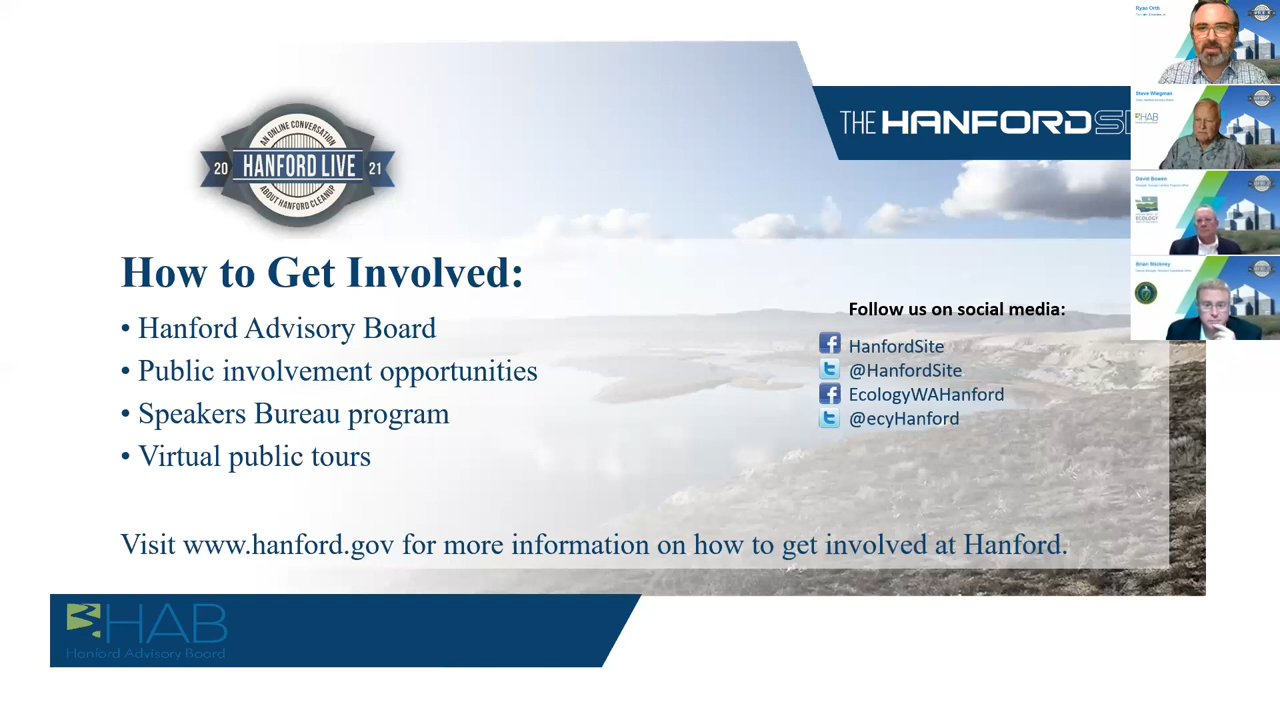 AN ONLINE CONVERSATION
20 HANFORD LIVE 21
ABOUT HANFORD CLEANUP
THE HANFORD
How to Get Involved:
• Hanford Advisory Board
• Public involvement opportunities
• Speakers Bureau program
• Virtual public tours
Visit www.hanford.gov for more information on how to get involved at Hanford.
Follow us on social media:
HanfordSite
@HanfordSite
EcologyWAHanford
@ecyHanford
HAB
Hanford Advisory Board
Ryan Orth
Steve Wiegman
HAB
David Bowen
ECOLOGY
Brian Stickney